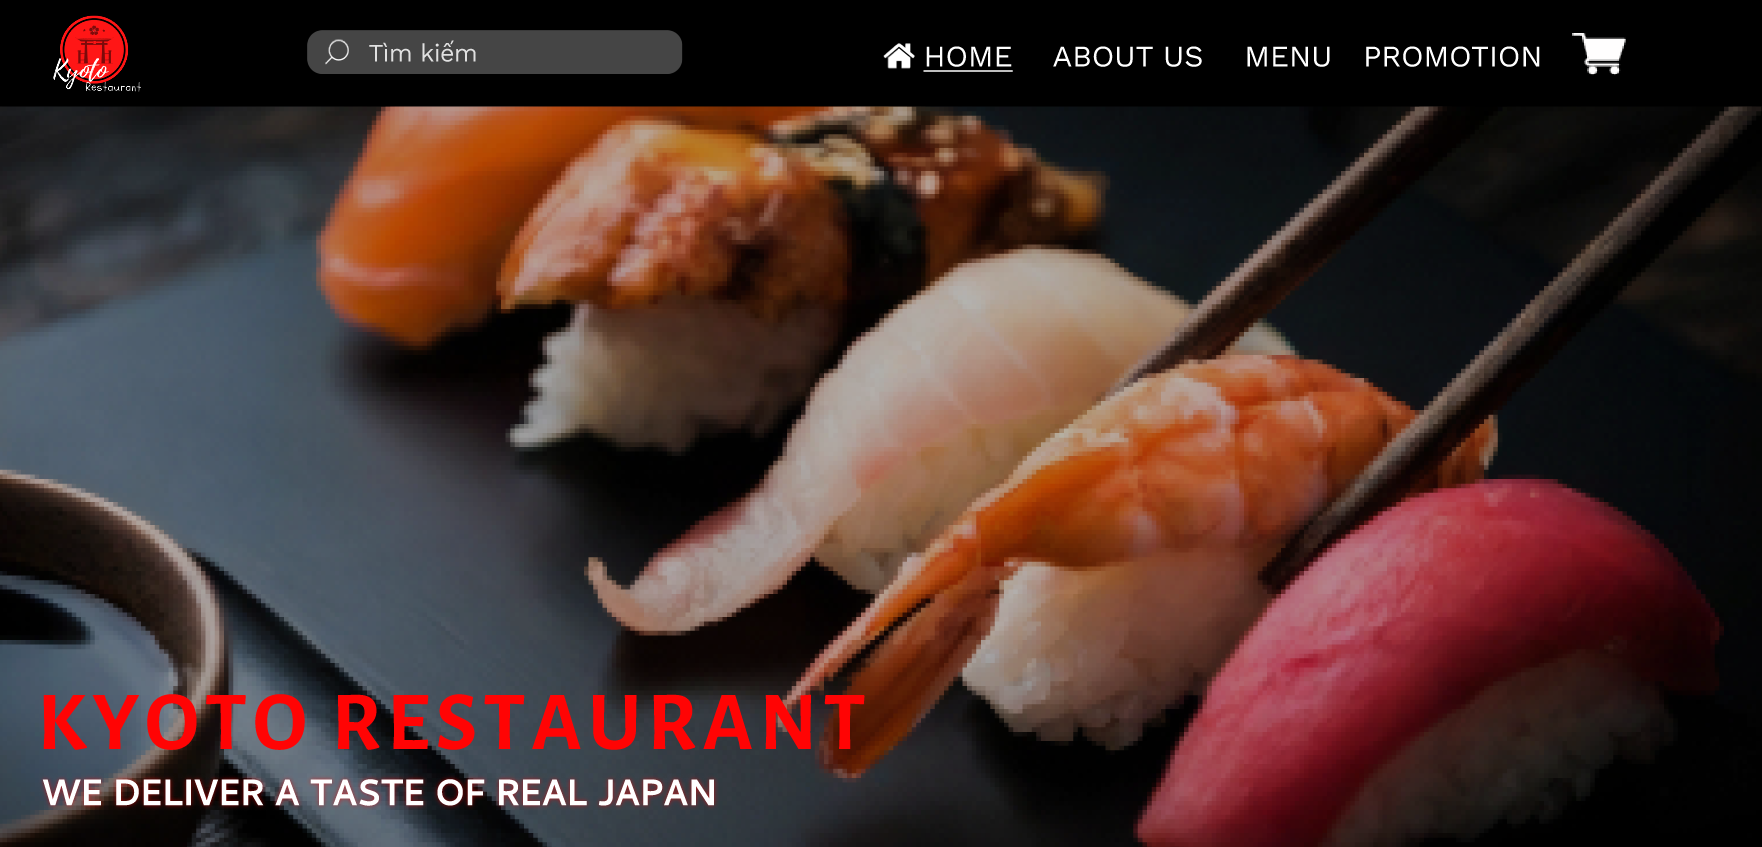 Kyoto
Restaurant
Tìm kiếm
HOME
ABOUT US
MENU
PROMOTION
KYOTO RESTAURANT
WE DELIVER A TASTE OF REAL JAPAN